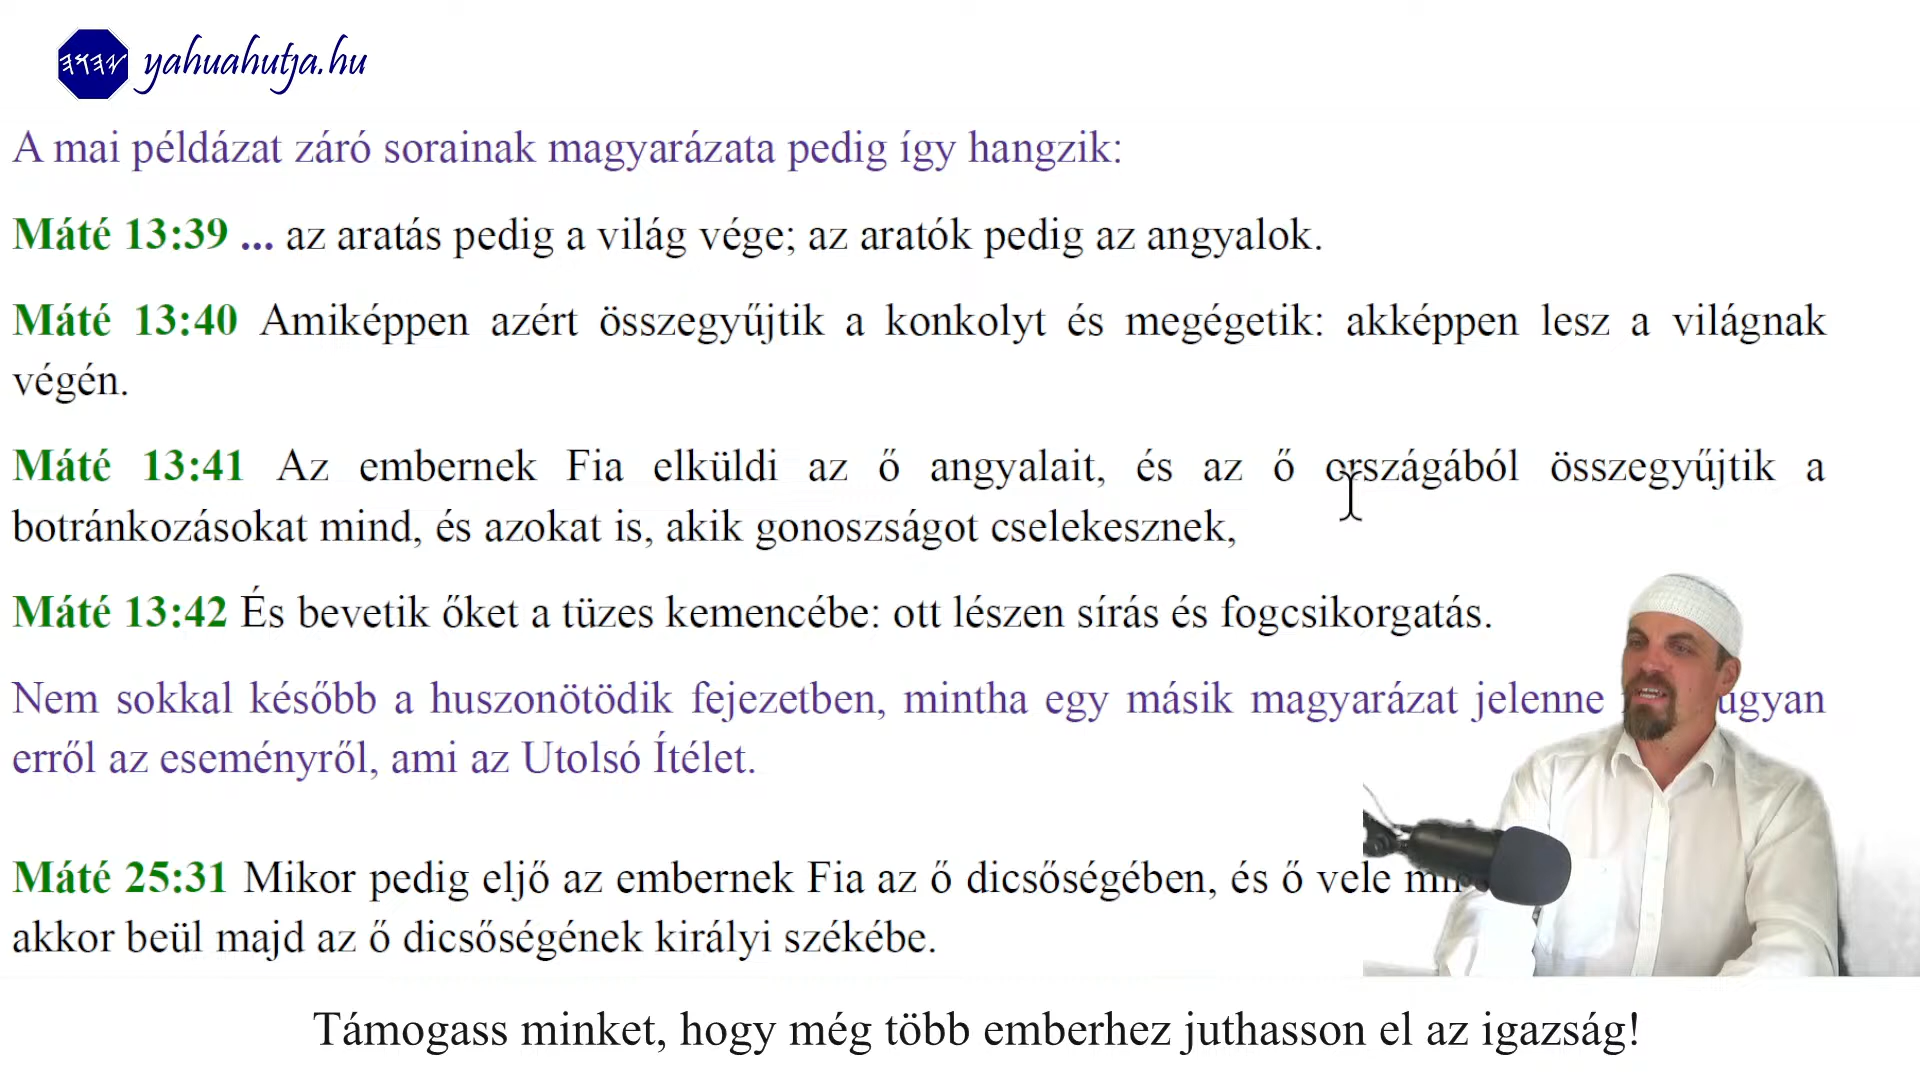 yahuahutja.hu
A mai példázat záró sorainak magyarázata pedig így hangzik:
Máté 13:39 ... az aratás pedig a világ vége; az aratók pedig az angyalok.
Máté 13:40 Amiképpen azért összegyűjtik a konkolyt és megégetik: akképpen lesz a világnak
végén.
Máté 13:41 Az embernek Fia elküldi az ő angyalait, és az ő országából összegyűjtik a
botránkozásokat mind, és azokat is, akik gonoszságot cselekesznek,
Máté 13:42 És bevetik őket a tüzes kemencébe: ott lészen sírás és fogcsikorgatás.
Nem sokkal később a huszonötödik fejezetben, mintha egy másik magyarázat jelenne ugyan
erről az eseményről, ami az Utolsó Ítélet.
Máté 25:31 Mikor pedig eljő az embernek Fia az ő dicsőségében, és ő vele
akkor beül majd az ő dicsőségének királyi székébe.
Támogass minket, hogy még több emberhez juthasson el az igazság!